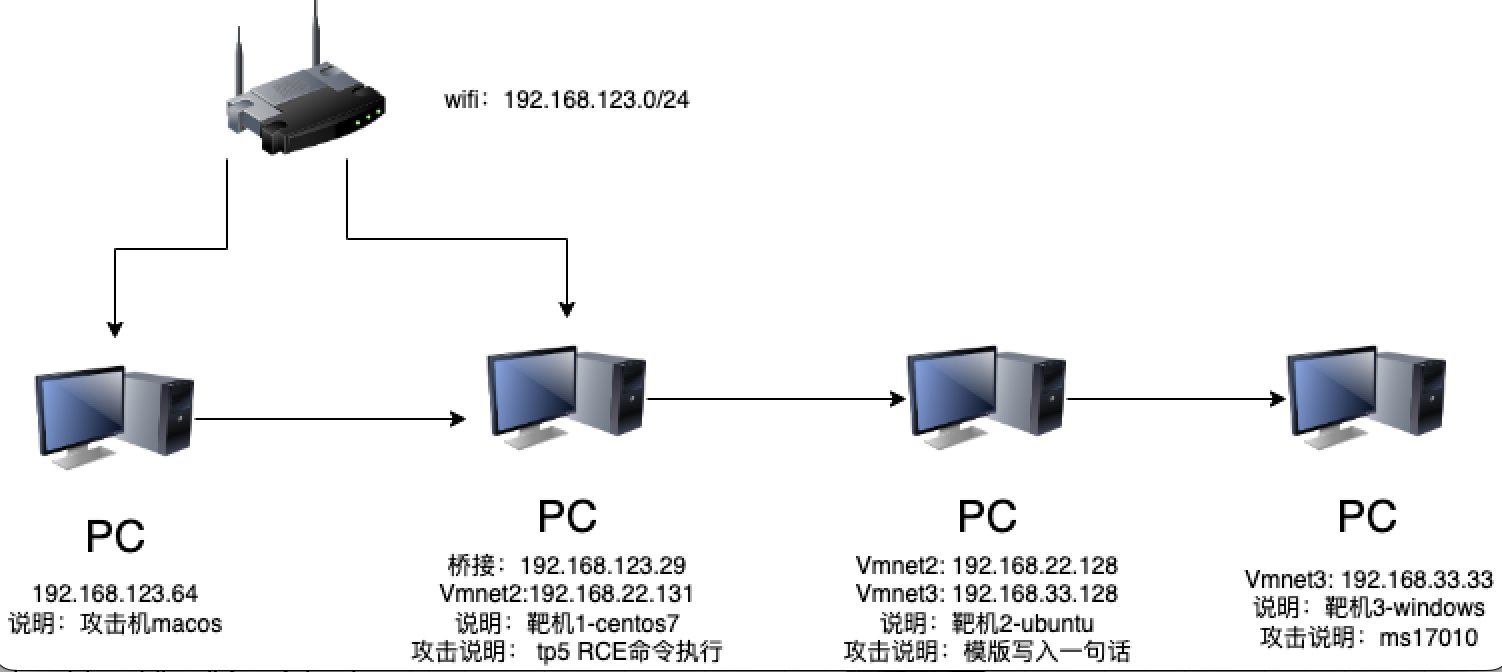 wifi：192.168.123.0/24
PC
192.168.123.64
说明：攻击机macos
PC
桥接：192.168.123.29
Vmnet2:192.168.22.131
说明：靶机1-centos7
攻击说明： tp5 RCE命令执行
PC
Vmnet2: 192.168.22.128
Vmnet3: 192.168.33.128
说明：靶机2-ubuntu
攻击说明：模版写入一句话
PC
Vmnet3: 192.168.33.33
说明：靶机3-windows
攻击说明：ms17010